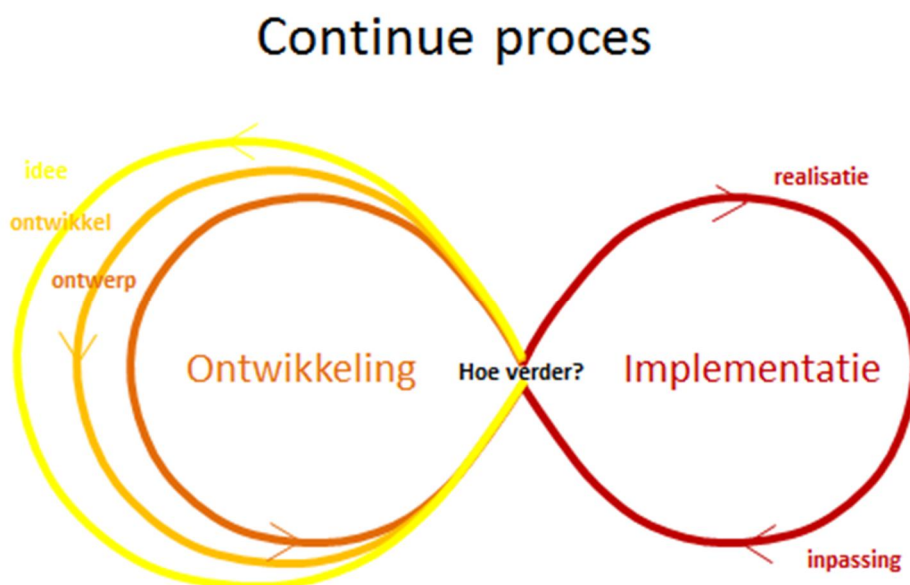 Continue proces
idee
realisatie
ontwikkel
ontwerp
Ontwikkeling
Hoe verder?
Implementatie
inpassing